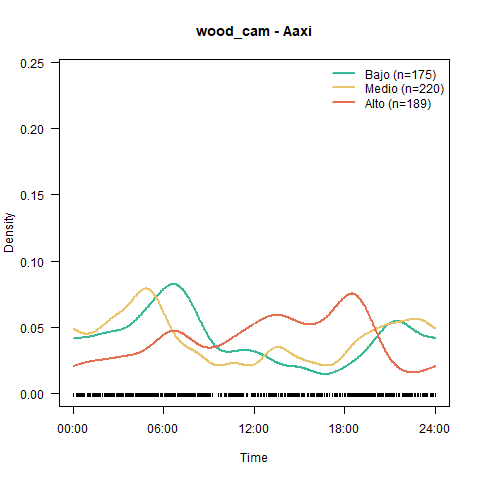 wood_cam - Aaxi
Bajo (n=175)
Medio (n=220)
Alto (n=189)
Density
0.25
0.20
0.15
0.10
0.05
0.00
00:00 06:00 12:00 18:00 24:00
Time